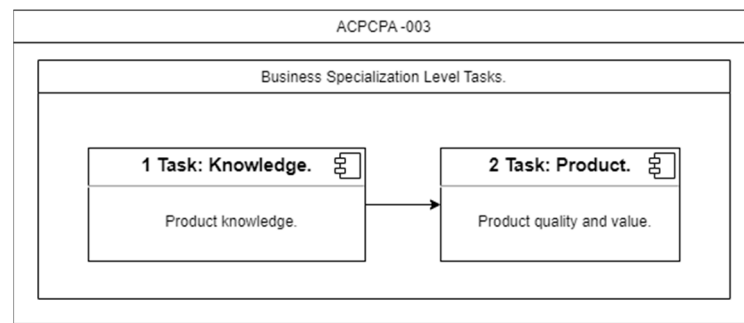 ACPCPA -003
Business Specialization Level Tasks.
1 Task: Knowledge.
Product knowledge.
2 Task: Product.
Product quality and value.